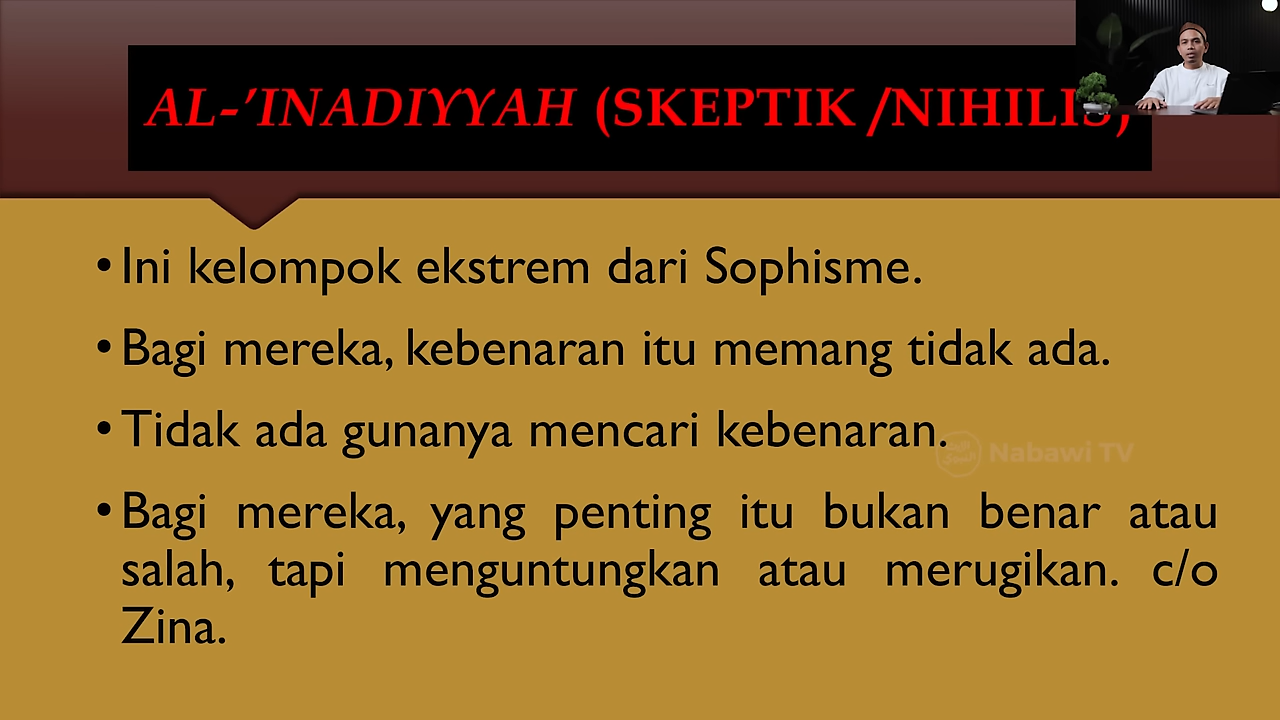 AL-'INADIYYAH (SKEPTIK /NIHILIS)
• Ini kelompok ekstrem dari Sophisme.
• Bagi mereka, kebenaran itu memang tidak ada.
• Tidak ada gunanya mencari kebenaran.
Nabawi TV
• Bagi mereka, yang penting itu bukan benar atau
salah, tapi menguntungkan atau merugikan. c/o
Zina.